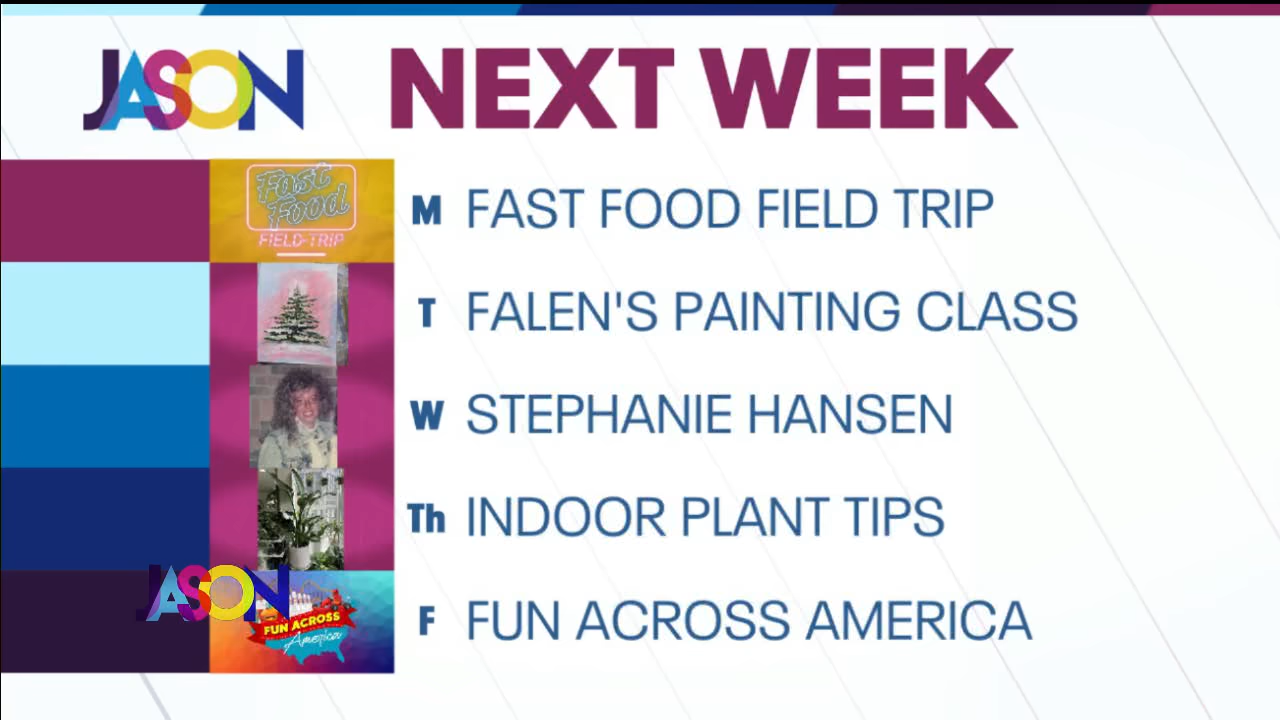 JASON
NEXT WEEK
Fast
Food
FIELD-TRIP
M FAST FOOD FIELD TRIP
T FALEN'S PAINTING CLASS
W STEPHANIE HANSEN
Th INDOOR PLANT TIPS
JASON
FUN ACROSS
America
F FUN ACROSS AMERICA